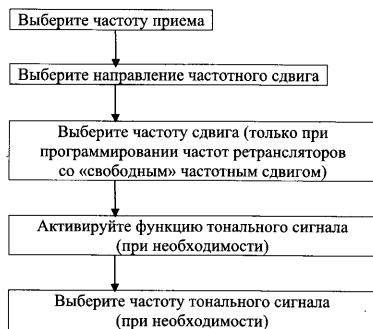 Выберите частоту приема
Выберите направление частотного сдвига
Выберите частоту сдвига (только при
программировании частот ретрансляторов
со «свободным» частотным сдвигом)
Активируйте функцию тонального сигнала
(при необходимости)
Выберите частоту тонального сигнала
(при необходимости)